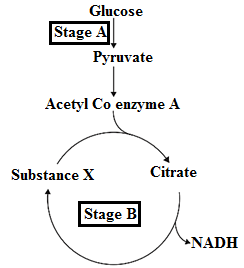 Glucose
Stage A
Pyruvate
Acetyl Co enzyme A
Substance X
Citrate
Stage B
NADH